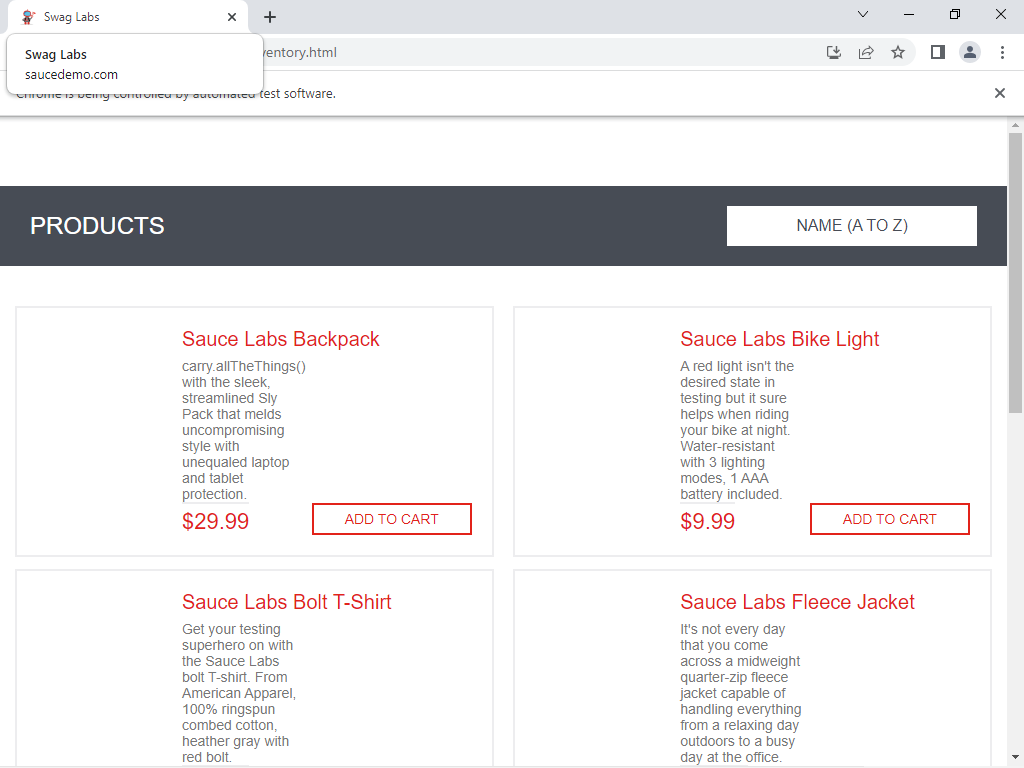 Swag Labs
Swag Labs
saucedemo.com
ventory.html
Chrome is being controlled by automated test software.
PRODUCTS
NAME (A TO Z)
Sauce Labs Backpack
carry.allTheThings()
with the sleek,
streamlined Sly
Pack that melds
uncompromising
style with
unequaled laptop
and tablet
protection.
$29.99
ADD TO CART
Sauce Labs Bike Light
A red light isn't the
desired state in
testing but it sure
helps when riding
your bike at night.
Water-resistant
with 3 lighting
modes, 1 AAA
battery included.
$9.99
ADD TO CART
Sauce Labs Bolt T-Shirt
Get your testing
superhero on with
the Sauce Labs
bolt T-shirt. From
American Apparel,
100% ringspun
combed cotton,
heather gray with
red bolt.
Sauce Labs Fleece Jacket
It's not every day
that you come
across a midweight
quarter-zip fleece
jacket capable of
handling everything
from a relaxing day
outdoors to a busy
day at the office.